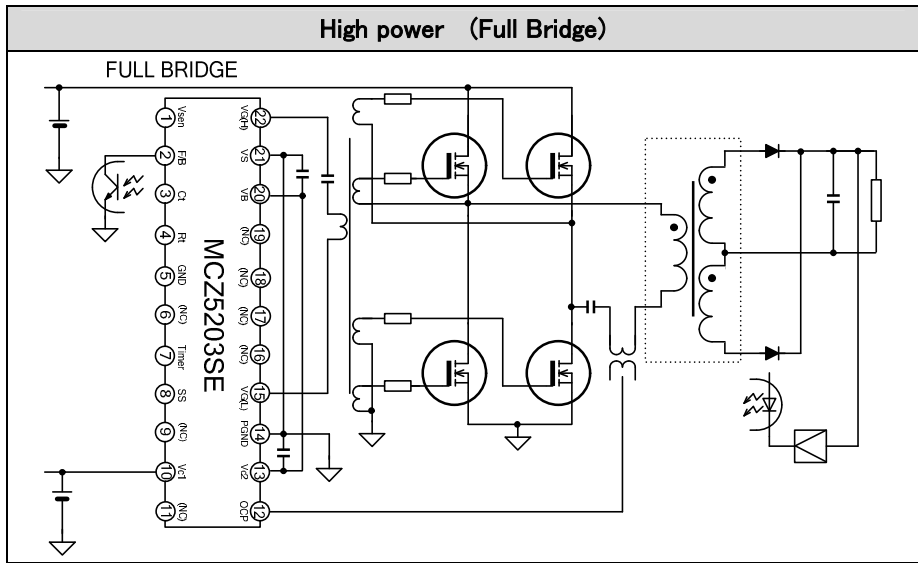 High power (Full Bridge)
FULL BRIDGE
MCZ5203SE
1 Vsen
2 F/B
3 Ct
4 Rt
5 GND
6 (NC)
7 Timer
8 SS
9 (NC)
10 Vc1
11 (NC)
22 VG(H)
21 VS
20 VB
19 (NC)
18 (NC)
17 (NC)
16 (NC)
15 VG(L)
14 PGND
13 Vc2
12 OCP